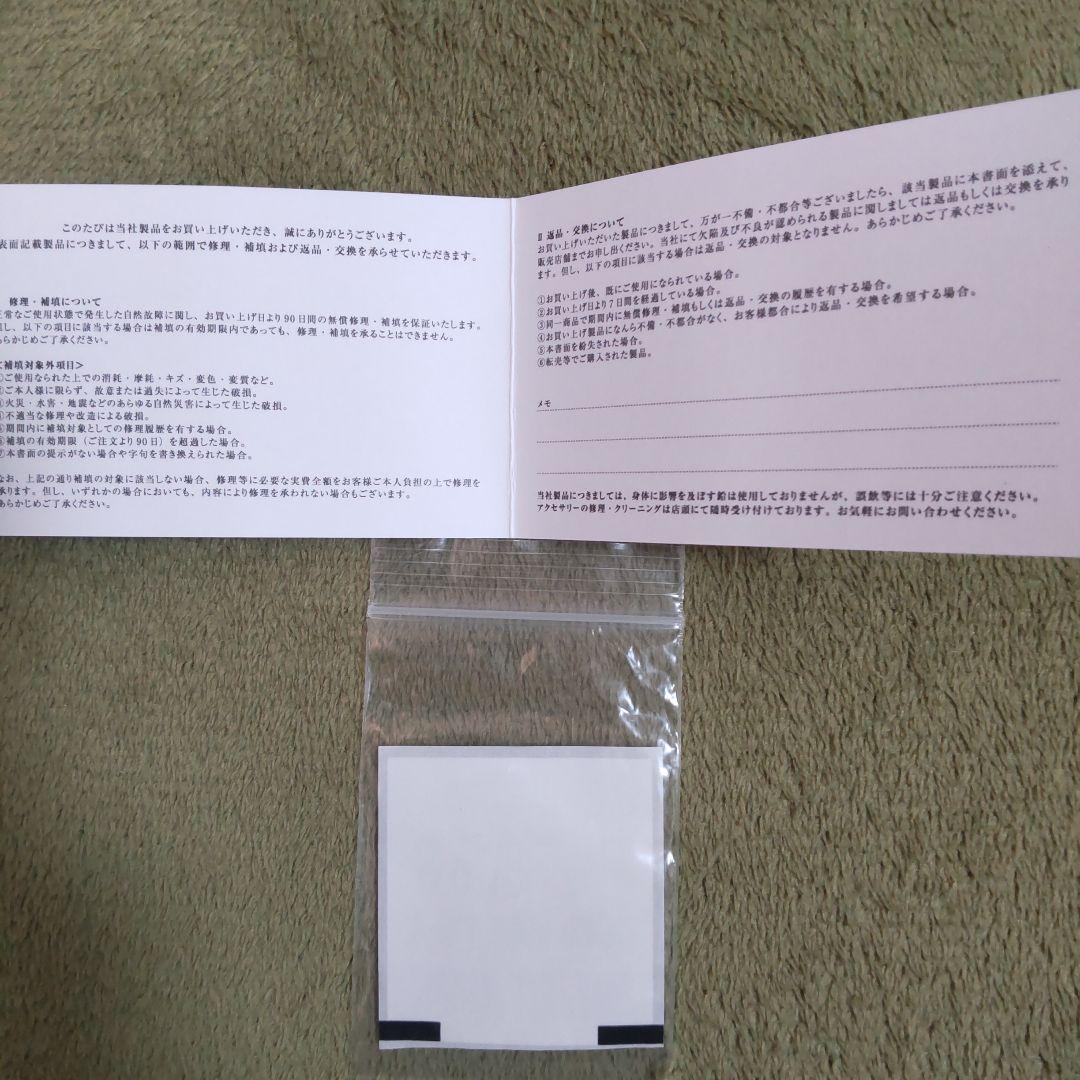 このたびは当社製品をお買い上げいただき、誠にありがとうございます。
表面記載製品につきまして、以下の範囲で修理・補填および返品・交換を承らせていただきます。
修理・補填について
正常なご使用状態で発生した自然故障に関し、お買い上げ日より90日間の無償修理・補填を保証いたします。
但し、以下の項目に該当する場合は補填の有効期限内であっても、修理・補填を承ることはできません。
あらかじめご了承ください。
＜補填対象外項目＞
①ご使用なられた上での消耗・摩耗・キズ・変色・変質など。
②ご本人様に限らず、故意または過失によって生じた破損。
③火災・水害・地震などのあらゆる自然災害によって生じた破損。
④不適当な修理や改造による破損。
⑤期間内に補填対象としての修理履歴を有する場合。
⑥補填の有効期限（ご注文より90日）を超過した場合。
⑦本書面の提示がない場合や字句を書き換えられた場合。
なお、上記の通り補填の対象に該当しない場合、修理等に必要な実費全額をお客様ご本人負担の上で修理を
承ります。但し、いずれかの場合においても、内容により修理を承われない場合もございます。
あらかじめご了承ください。
Ⅱ 返品・交換について
お買い上げいただいた製品につきまして、万が一不備・不都合等ございましたら、該当製品に本書面を添えて、
販売店舗までお申し出ください。当社にて欠陥及び不良が認められる製品に関しましては返品もしくは交換を承り
ます。但し、以下の項目に該当する場合は返品・交換の対象となりません。あらかじめご了承ください。
①お買い上げ後、既にご使用になられている場合。
②お買い上げ日より7日間を経過している場合。
③同一商品で期間内に無償修理・補填もしくは返品・交換の履歴を有する場合。
④お買い上げ製品になんら不備・不都合がなく、お客様都合により返品・交換を希望する場合。
⑤本書面を紛失された場合。
⑥転売等でご購入された製品。
メモ
当社製品につきましては、身体に影響を及ぼす鉛は使用しておりませんが、誤飲等には十分ご注意ください。
アクセサリーの修理・クリーニングは店頭にて随時受け付けております。お気軽にお問い合わせください。